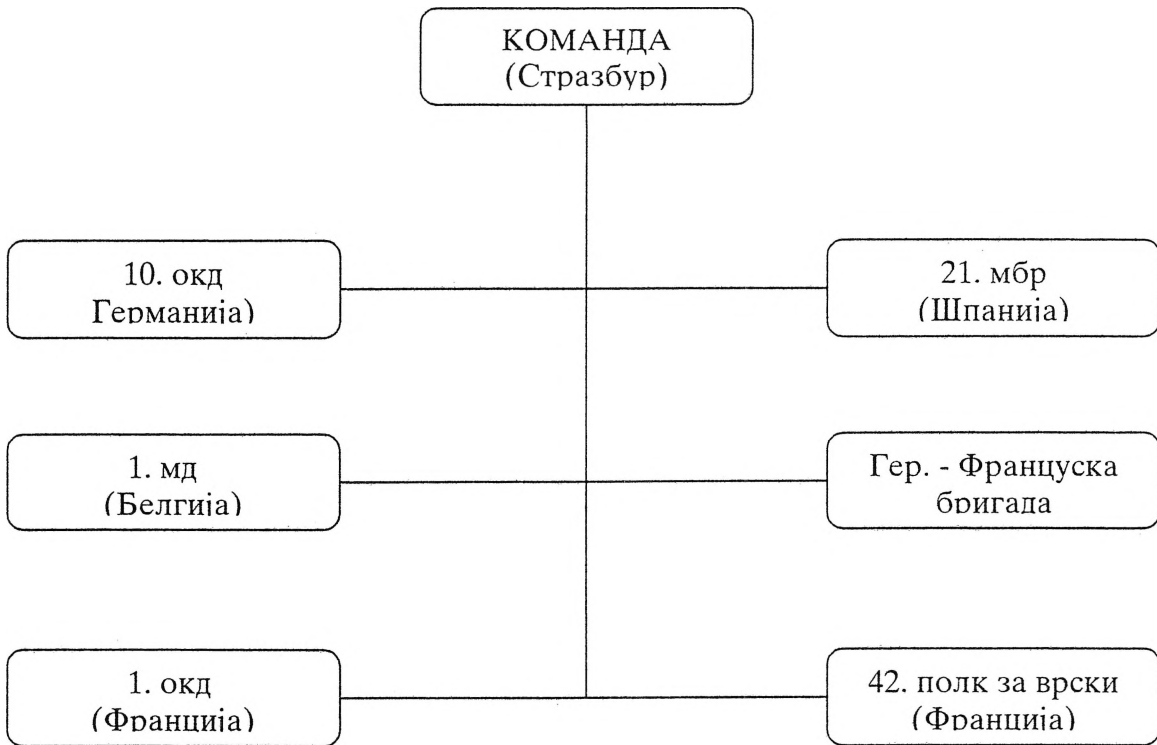 КОМАНДА
(Стразбур)
10. окд
Германија)
21. мбр
(Шпанија)
1. мд
(Белгија)
Гер. - Француска
бригада
1. окд
(Франција)
42. полк за врски
(Франција)